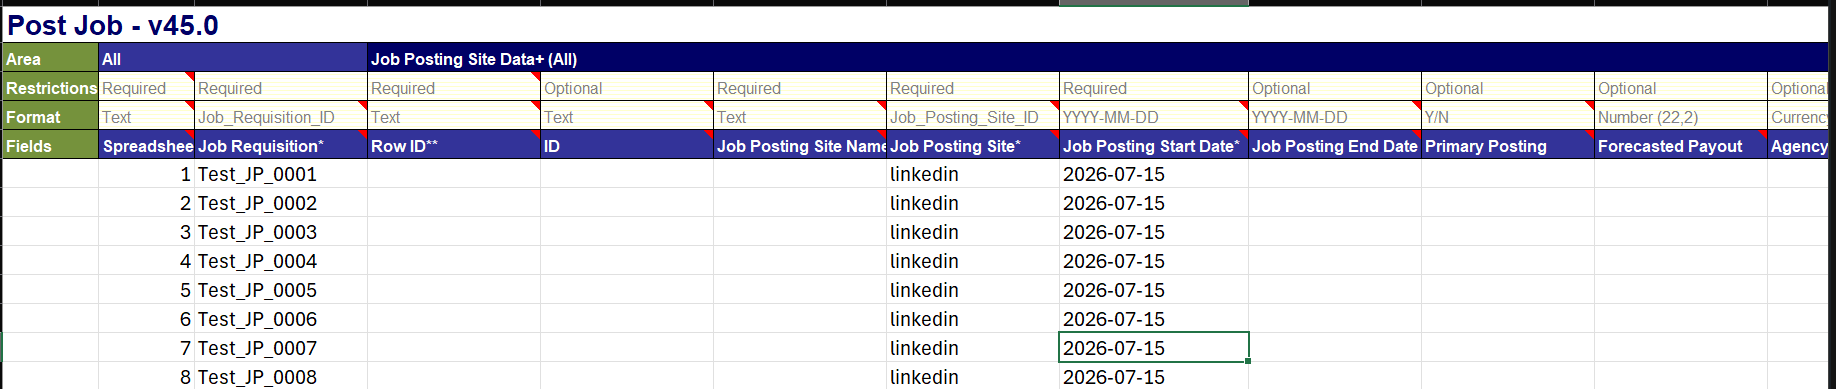 Post Job - v45.0
Area All Job Posting Site Data+ (All)
Restrictions Required Required Required Optional Required Required Required Optional Optional Optional Optional
Format Text Job_Requisition_ID Text Text Text Job_Posting_Site_ID YYYY-MM-DD YYYY-MM-DD Y/N Number (22,2) Currenc
Fields Spreadshee Job Requisition* Row ID** ID Job Posting Site Name Job Posting Site* Job Posting Start Date* Job Posting End Date Primary Posting Forecasted Payout Agency
1 Test_JP_0001 linkedin 2026-07-15
2 Test_JP_0002 linkedin 2026-07-15
3 Test_JP_0003 linkedin 2026-07-15
4 Test_JP_0004 linkedin 2026-07-15
5 Test_JP_0005 linkedin 2026-07-15
6 Test_JP_0006 linkedin 2026-07-15
7 Test_JP_0007 linkedin 2026-07-15
8 Test_JP_0008 linkedin 2026-07-15